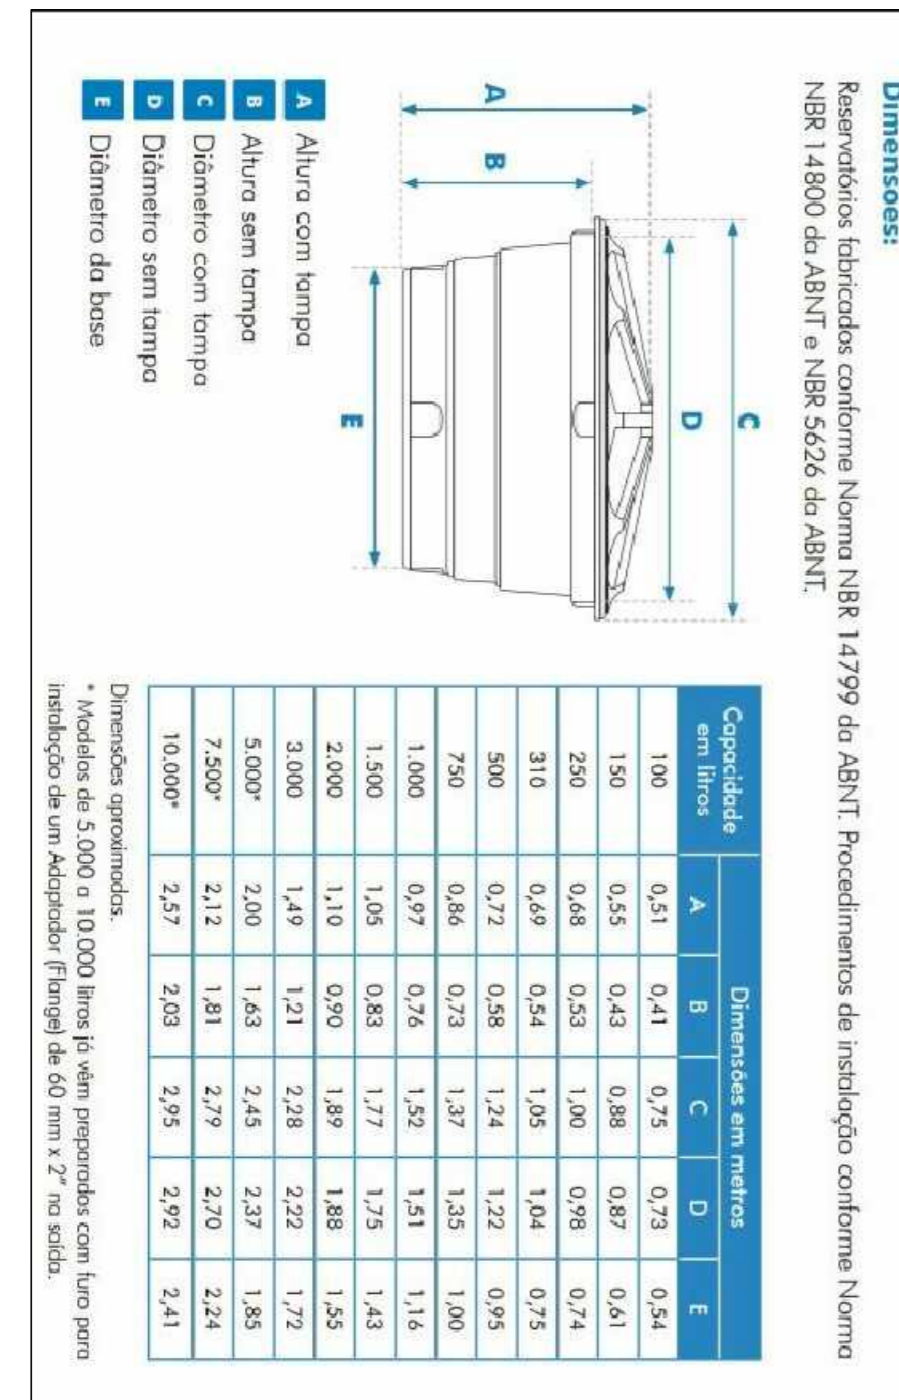 Dimensoes:
Reservatórios fabricados conforme Norma NBR 14799 da ABNT. Procedimentos de instalação conforme Norma
NBR 14800 da ABNT e NBR 5626 da ABNT.
A
B
C
D
E
A Altura com tampa
B Altura sem tampa
C Diâmetro com tampa
D Diâmetro sem tampa
E Diâmetro da base
Capacidade em litros Dimensões em metros
A B C D E
100 0,51 0,41 0,75 0,73 0,54
150 0,55 0,43 0,88 0,87 0,61
250 0,68 0,53 1,00 0,98 0,74
310 0,69 0,54 1,05 1,04 0,75
500 0,72 0,58 1,24 1,22 0,95
750 0,86 0,73 1,37 1,35 1,00
1.000 0,97 0,76 1,52 1,51 1,16
1.500 1,05 0,83 1,77 1,75 1,43
2.000 1,10 0,90 1,89 1,88 1,55
3.000 1,49 1,21 2,28 2,22 1,72
5.000* 2,00 1,63 2,45 2,37 1,85
7.500* 2,12 1,81 2,79 2,70 2,24
10.000* 2,57 2,03 2,95 2,92 2,41
Dimensões aproximadas.
* Modelos de 5.000 a 10.000 litros já vêm preparados com furo para
instalação de um Adaptador (Flange) de 60 mm x 2" na saída.